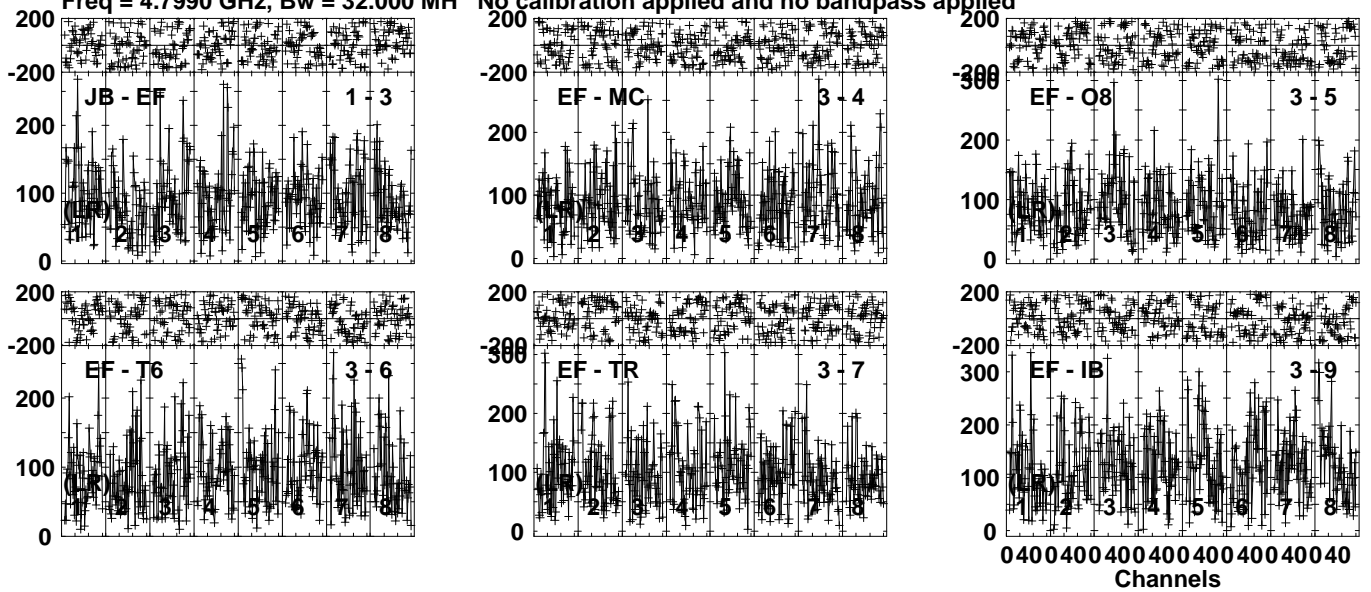 Freq = 4.7990 GHz, Bw = 32.000 MH No calibration applied and no bandpass applied
200 200 200
-200 -200 -200
JB - EF 1 - 3 EF - MC 3 - 4 300 EF - O8 3 - 5
200 200 200
100 100 100
(LR) (LR) (LR)
1 2 3 4 5 6 7 8 1 2 3 4 5 6 7 8 1 2 3 4 5 6 7 8
0 0 0
200 200 200
-200 -200 -200
EF - T6 3 - 6 300 EF - TR 3 - 7 300 EF - IB 3 - 9
200 200 200
100 100 100
(LR) (LR) (LR)
1 2 3 4 5 6 7 8 1 2 3 4 5 6 7 8 1 2 3 4 5 6 7 8
0 0 0
0 40 0 40 0 40 0 40 0 40 0 40 0 40 0 40
Channels